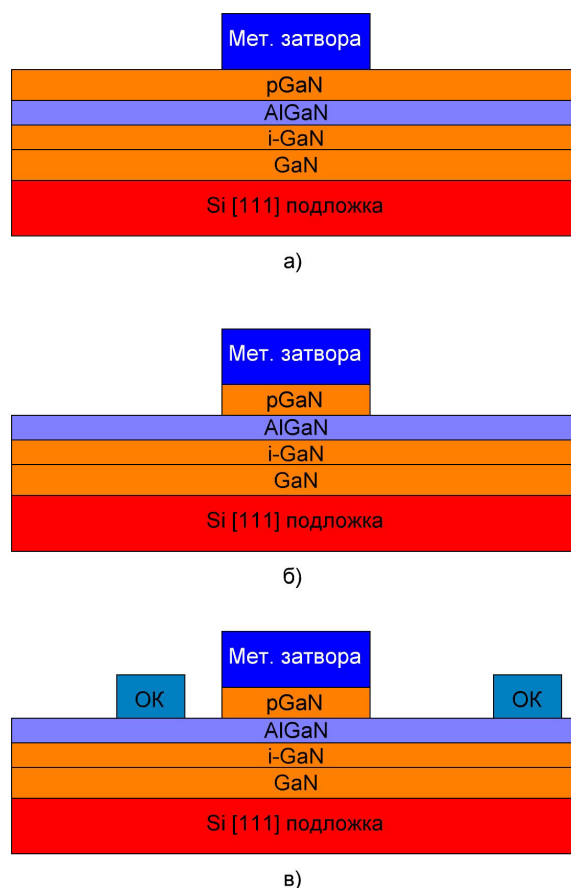 Мет. затвора
pGaN
AlGaN
i-GaN
GaN
Si [111] подложка
а)
Мет. затвора
pGaN
AlGaN
i-GaN
GaN
Si [111] подложка
б)
Мет. затвора
ОК
pGaN
ОК
AlGaN
i-GaN
GaN
Si [111] подложка
в)